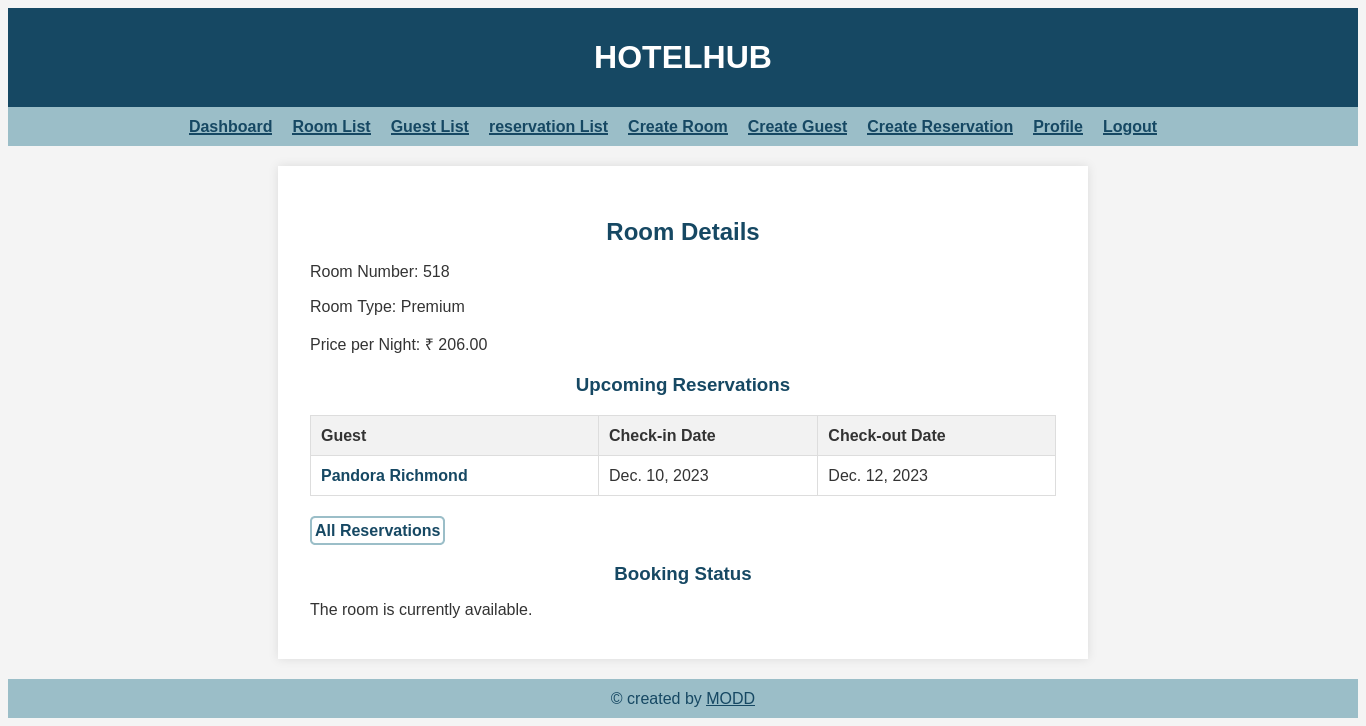 HOTELHUB
Dashboard Room List Guest List reservation List Create Room Create Guest Create Reservation Profile Logout
Room Details
Room Number: 518
Room Type: Premium
Price per Night: ₹ 206.00
Upcoming Reservations
Guest Check-in Date Check-out Date
Pandora Richmond Dec. 10, 2023 Dec. 12, 2023
All Reservations
Booking Status
The room is currently available.
© created by MODD